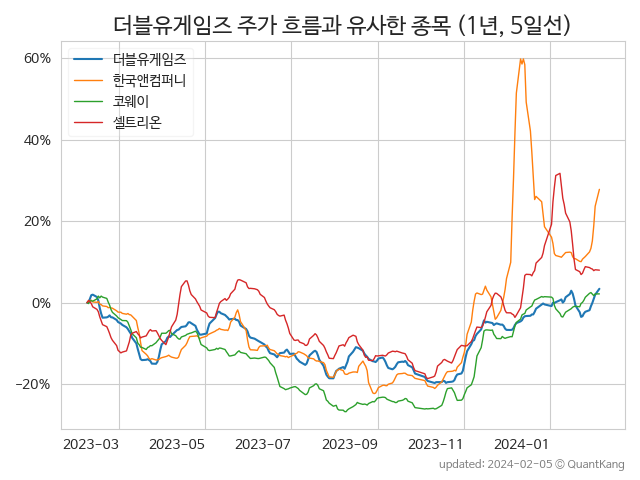 더블유게임즈 주가 흐름과 유사한 종목 (1년, 5일선)
60%
40%
20%
0%
−20%
더블유게임즈
한국앤컴퍼니
코웨이
셀트리온
2023-03
2023-05
2023-07
2023-09
2023-11
2024-01
updated: 2024-02-05 © QuantKang